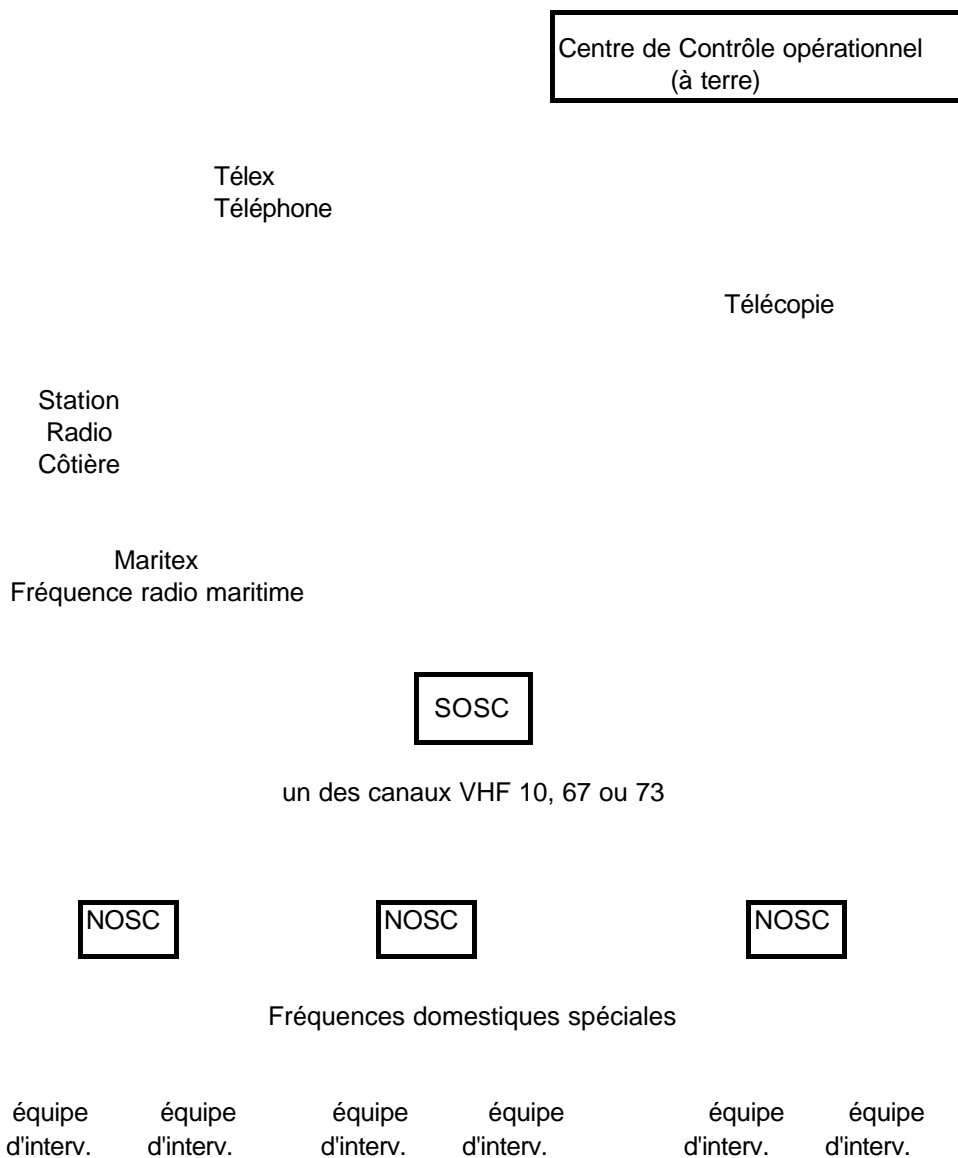 Centre de Contrôle opérationnel
(à terre)
Télex
Téléphone
Télécopie
Station
Radio
Côtière
Maritex
Fréquence radio maritime
SOSC
un des canaux VHF 10, 67 ou 73
NOSC NOSC NOSC
Fréquences domestiques spéciales
équipe équipe équipe équipe équipe équipe
d'interv. d'interv. d'interv. d'interv. d'interv. d'interv.